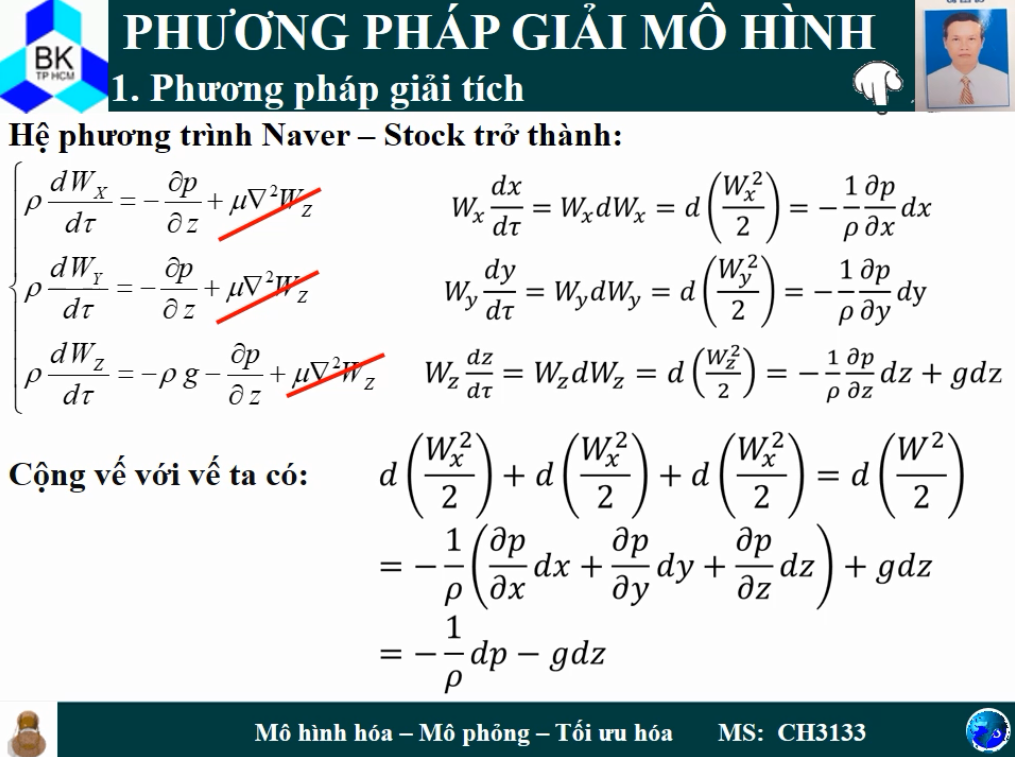 BK
TP HCM
PHƯƠNG PHÁP GIẢI MÔ HÌNH
1. Phương pháp giải tích
Hệ phương trình Naver – Stock trở thành:
ρ dW_X/dτ = −∂p/∂z + μ∇²W_Z
W_x dx/dτ = W_x dW_x = d(W_x²/2) = −(1/ρ)(∂p/∂x)dx
ρ dW_Y/dτ = −∂p/∂z + μ∇²W_Z
W_y dy/dτ = W_y dW_y = d(W_y²/2) = −(1/ρ)(∂p/∂y)dy
ρ dW_Z/dτ = −ρ g − ∂p/∂z + μ∇²W_Z
W_z dz/dτ = W_z dW_z = d(W_z²/2) = −(1/ρ)(∂p/∂z)dz + gdz
Cộng vế với vế ta có:
d(W_x²/2) + d(W_x²/2) + d(W_x²/2) = d(W²/2)
= −(1/ρ)(∂p/∂x dx + ∂p/∂y dy + ∂p/∂z dz) + gdz
= −(1/ρ)dp − gdz
Mô hình hóa – Mô phỏng – Tối ưu hóa MS: CH3133